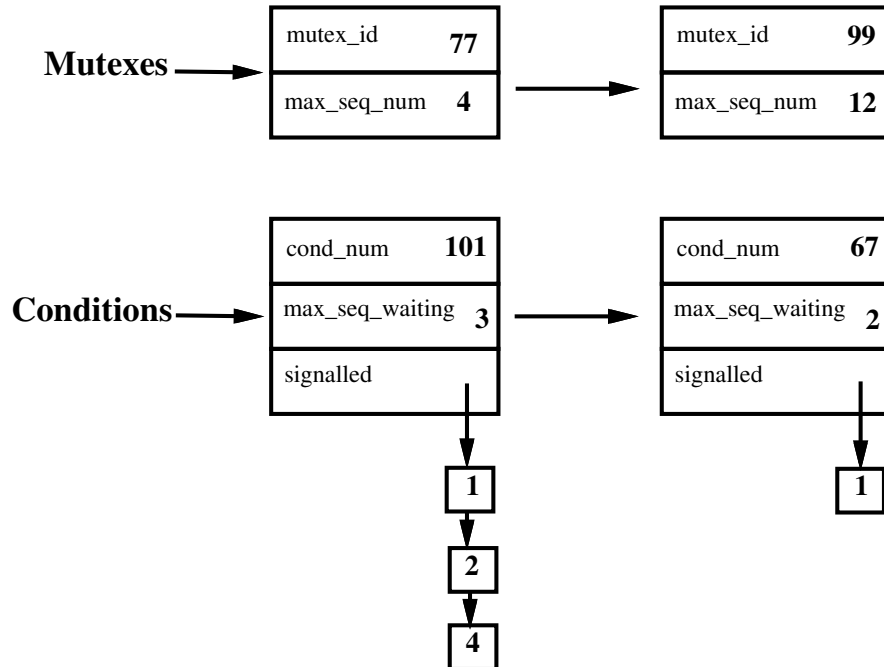 mutex_id 77
mutex_id 99
Mutexes
max_seq_num 4
max_seq_num 12
cond_num 101
cond_num 67
Conditions
max_seq_waiting 3
max_seq_waiting 2
signalled
signalled
1
1
2
4